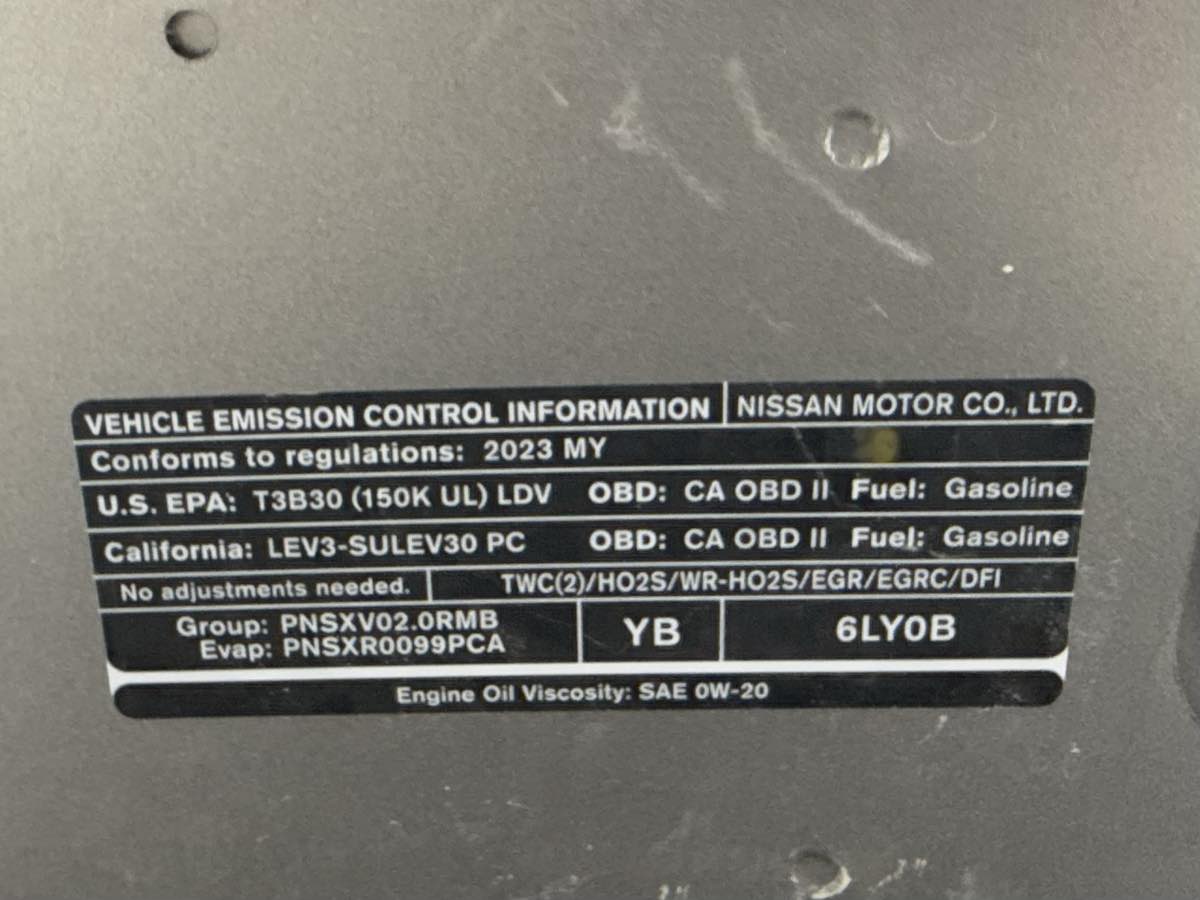 VEHICLE EMISSION CONTROL INFORMATION NISSAN MOTOR CO., LTD.
Conforms to regulations: 2023 MY
U.S. EPA: T3B30 (150K UL) LDV OBD: CA OBD II Fuel: Gasoline
California: LEV3-SULEV30 PC OBD: CA OBD II Fuel: Gasoline
No adjustments needed. TWC(2)/HO2S/WR-HO2S/EGR/EGRC/DFI
Group: PNSXV02.0RMB
Evap: PNSXR0099PCA
YB
6LY0B
Engine Oil Viscosity: SAE 0W-20